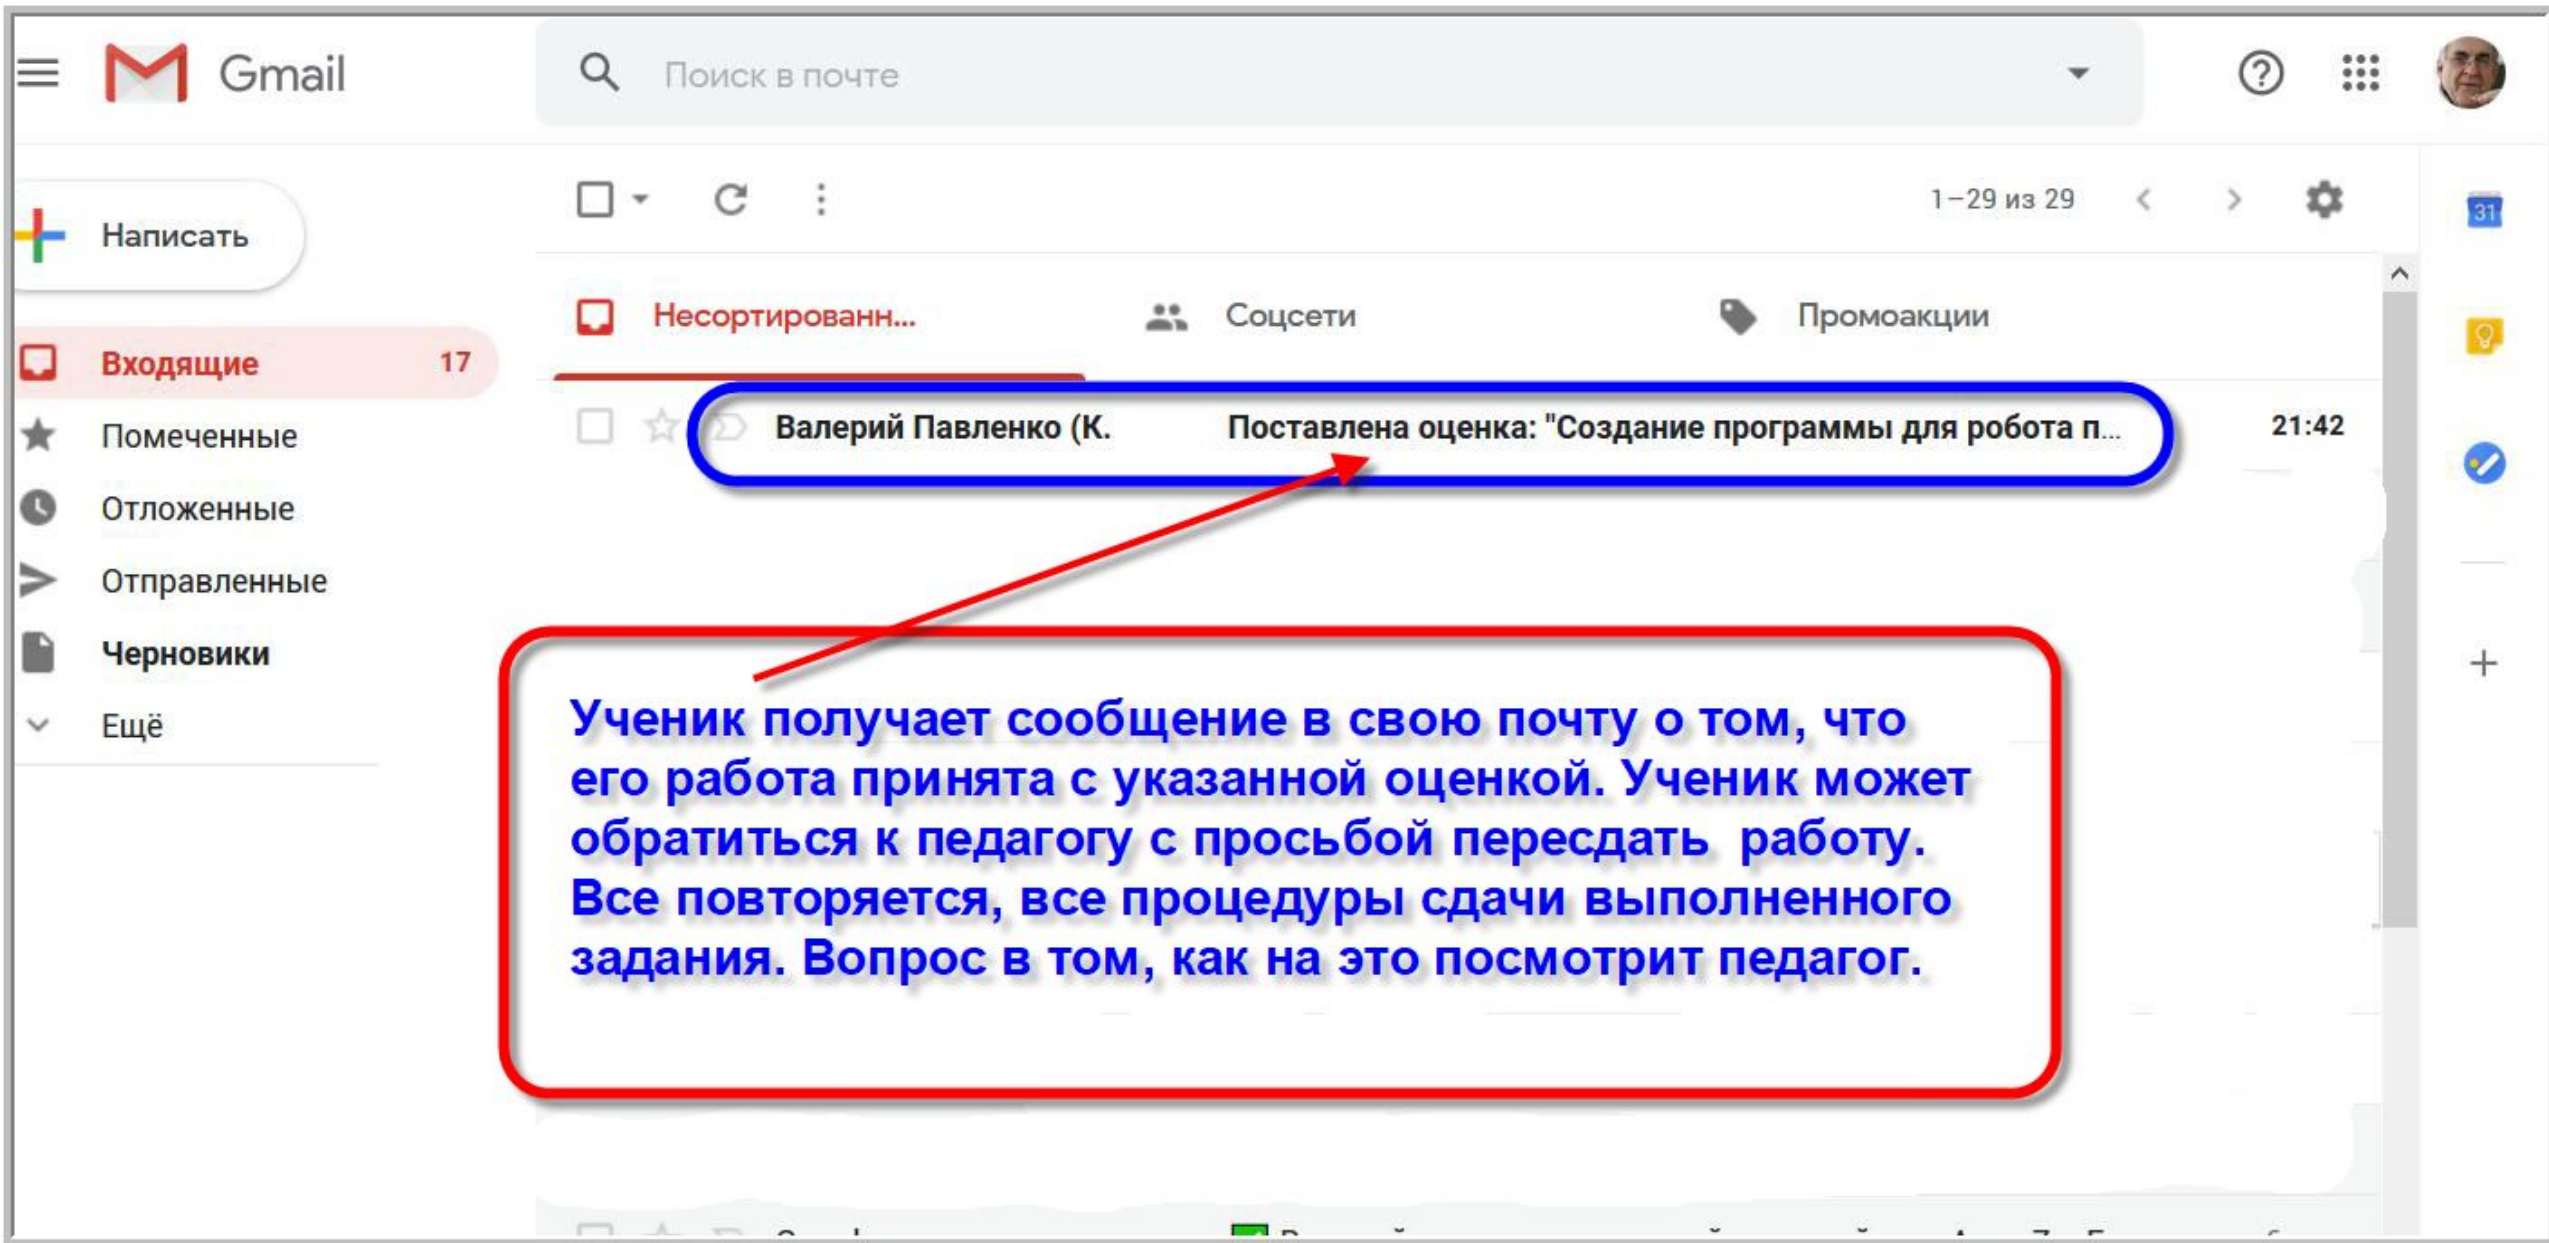 Gmail
Поиск в почте
Написать
1–29 из 29
31
Несортированн...
Соцсети
Промоакции
Входящие 17
Валерий Павленко (К. Поставлена оценка: "Создание программы для робота п... 21:42
Помеченные
Отложенные
Отправленные
Черновики
Ещё
Ученик получает сообщение в свою почту о том, что
его работа принята с указанной оценкой. Ученик может
обратиться к педагогу с просьбой пересдать работу.
Все повторяется, все процедуры сдачи выполненного
задания. Вопрос в том, как на это посмотрит педагог.